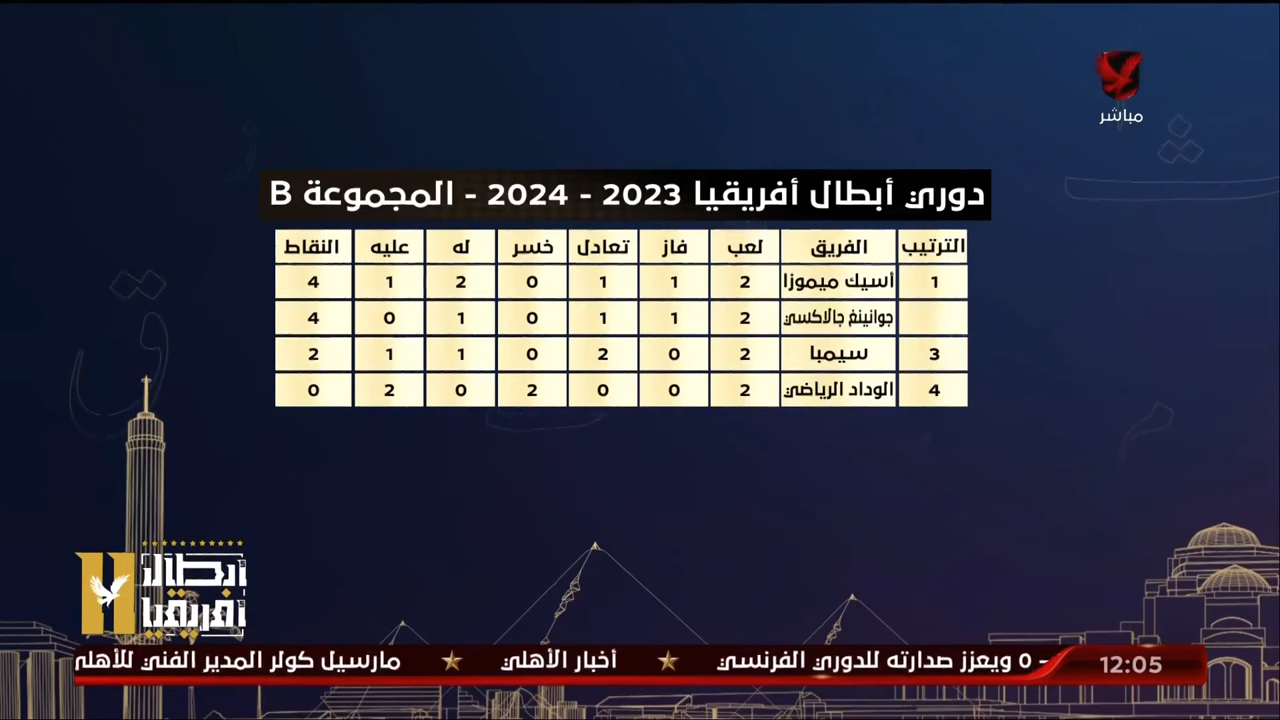 مباشر
دوري أبطال أفريقيا 2023 - 2024 - المجموعة B
الترتيب الفريق لعب فاز تعادل خسر له عليه النقاط
1 أسيك ميموزا 2 1 1 0 2 1 4
جوانينغ جالاكسي 2 1 1 0 1 0 4
3 سيمبا 2 0 2 0 1 1 2
4 الوداد الرياضي 2 0 0 2 0 2 0
أبطال
أفريقيا
11
12:05
- 0 ويعزز صدارته للدوري الفرنسي ★ أخبار الأهلي ★ مارسيل كولر المدير الفني للأهلي